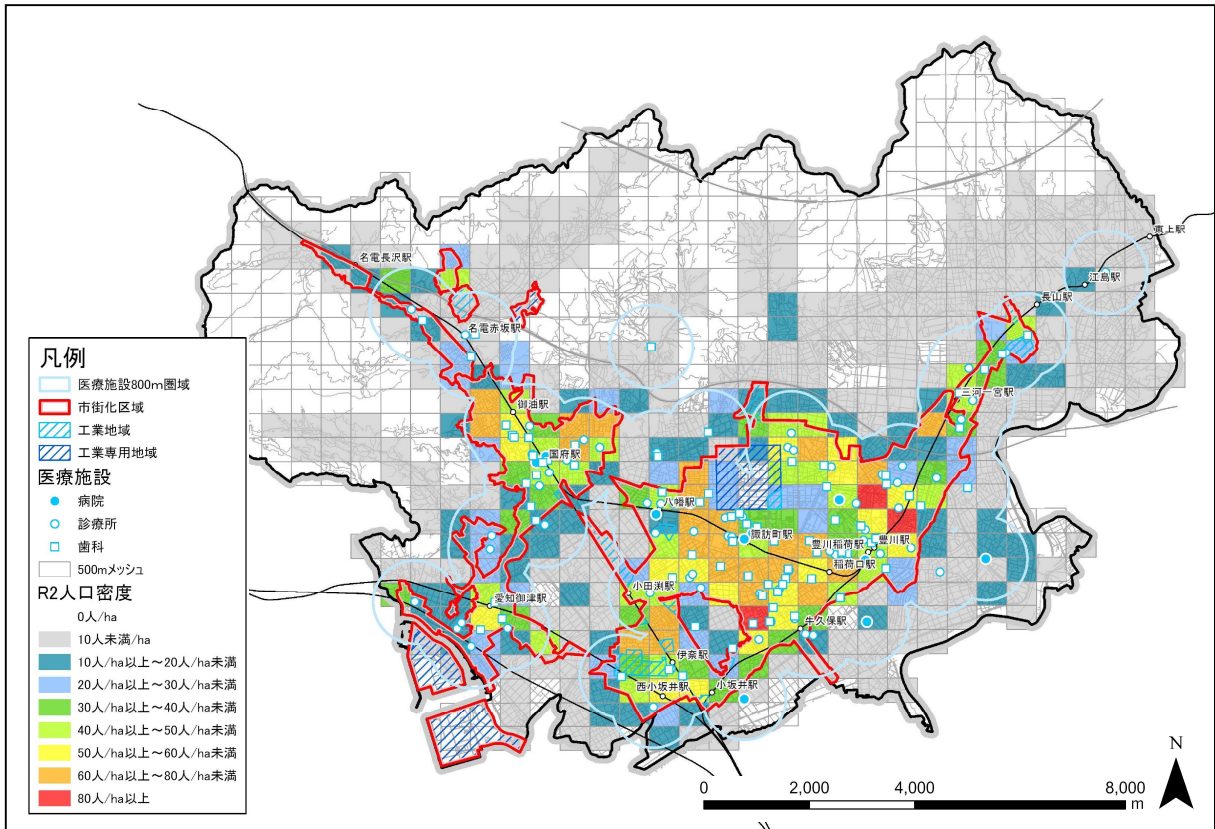 東上駅
江島駅
長山駅
名電長沢駅
名電赤坂駅
三河一宮駅
御油駅
国府駅
八幡駅
諏訪町駅
豊川稲荷駅
豊川駅
稲荷口駅
小田渕駅
愛知御津駅
牛久保駅
伊奈駅
西小坂井駅
小坂井駅
凡例
医療施設800m圏域
市街化区域
工業地域
工業専用地域
医療施設
病院
診療所
歯科
500mメッシュ
R2人口密度
0人/ha
10人未満/ha
10人/ha以上~20人/ha未満
20人/ha以上~30人/ha未満
30人/ha以上~40人/ha未満
40人/ha以上~50人/ha未満
50人/ha以上~60人/ha未満
60人/ha以上~80人/ha未満
80人/ha以上
N
0 2,000 4,000 8,000
m